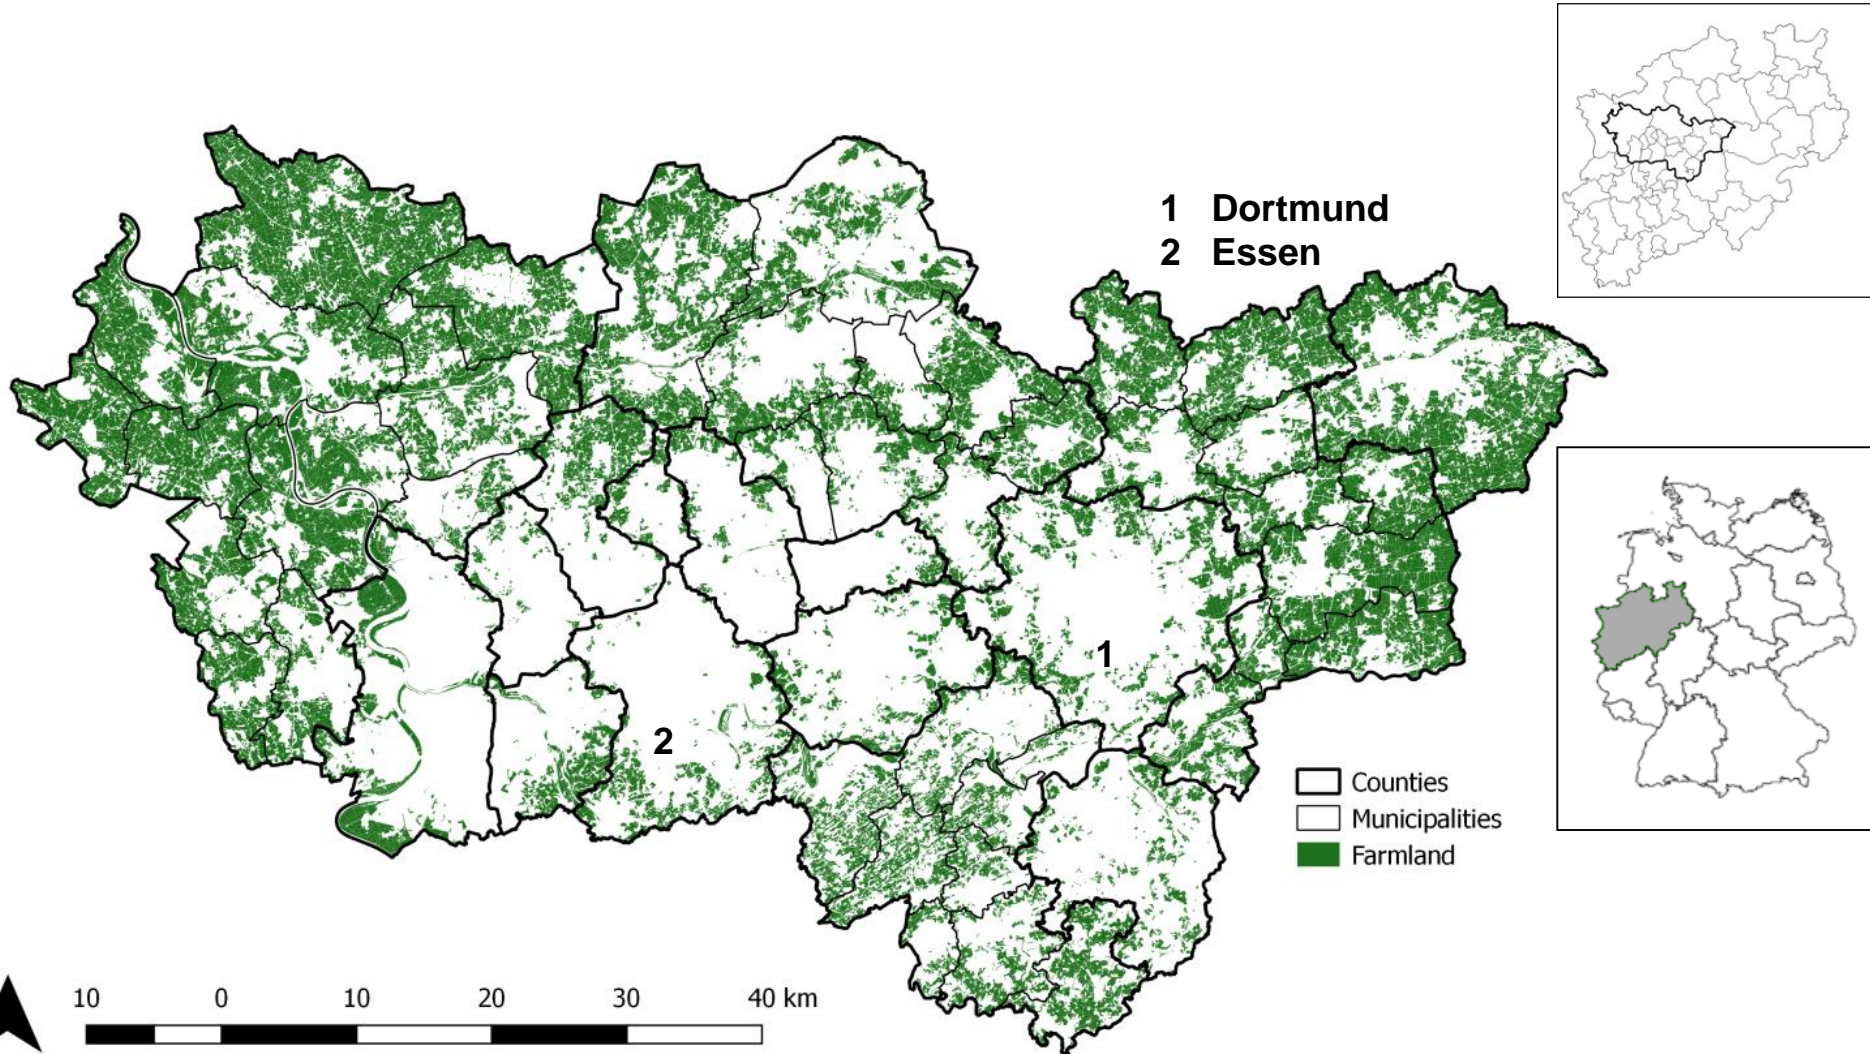 1 Dortmund
2 Essen
1
2
Counties
Municipalities
Farmland
10 0 10 20 30 40 km